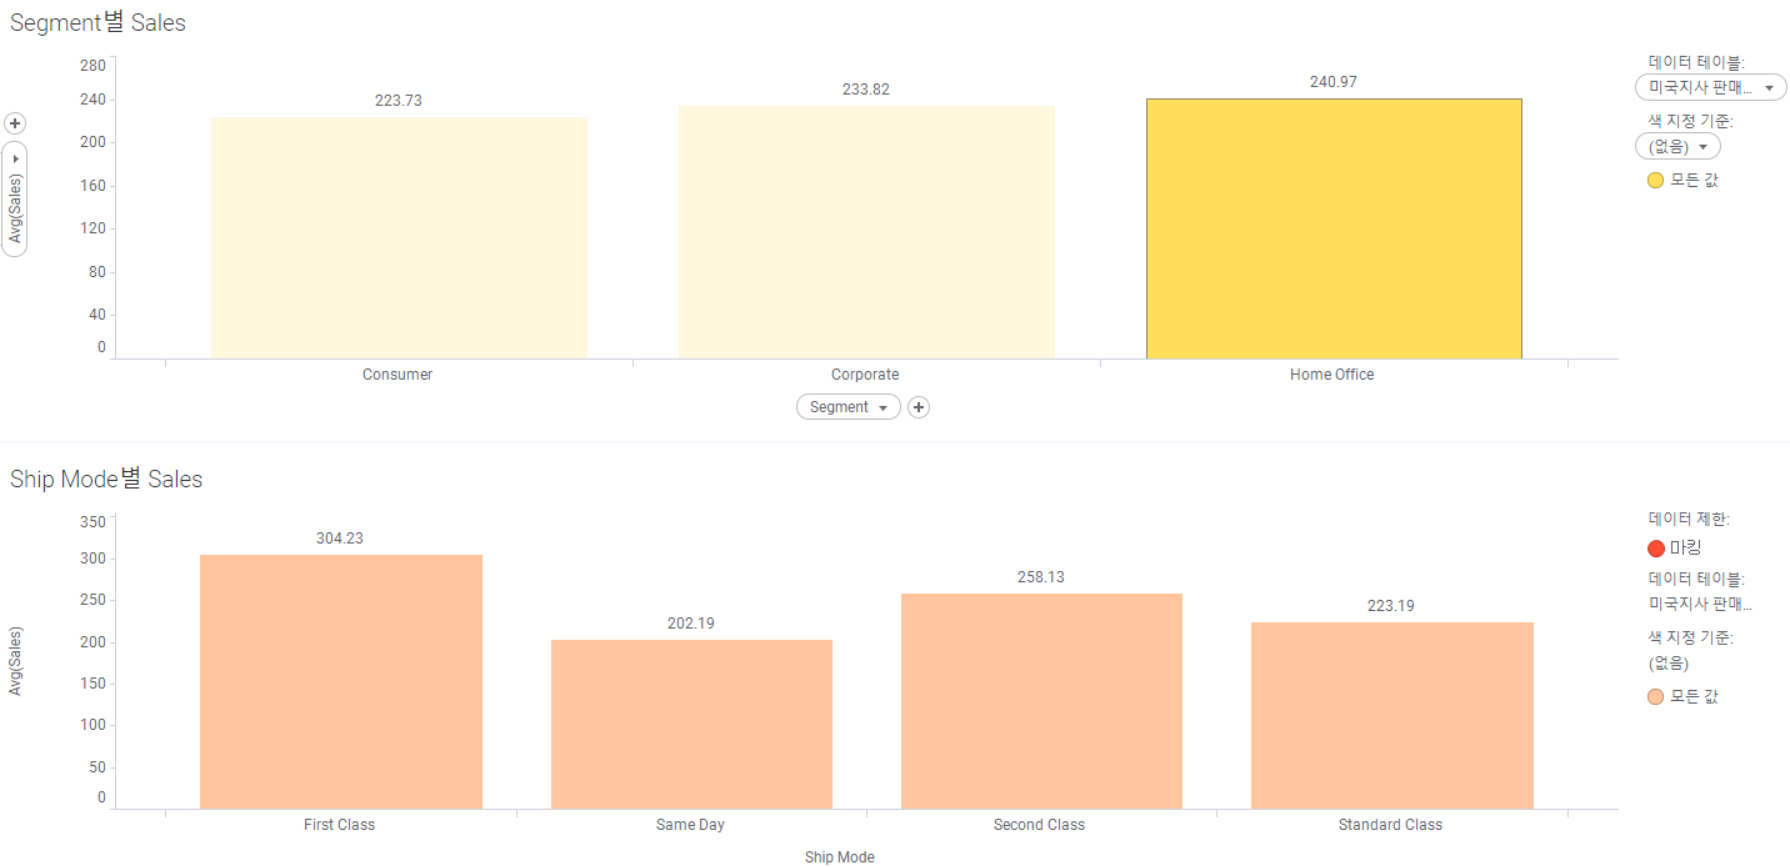 Segment별 Sales
280
240
200
160
120
80
40
0
Avg(Sales)
223.73
233.82
240.97
Consumer
Corporate
Home Office
Segment
데이터 테이블:
미국지사 판매...
색 지정 기준:
(없음)
모든 값
Ship Mode별 Sales
350
300
250
200
150
100
50
0
Avg(Sales)
304.23
202.19
258.13
223.19
First Class
Same Day
Second Class
Standard Class
Ship Mode
데이터 제한:
마킹
데이터 테이블:
미국지사 판매...
색 지정 기준:
(없음)
모든 값